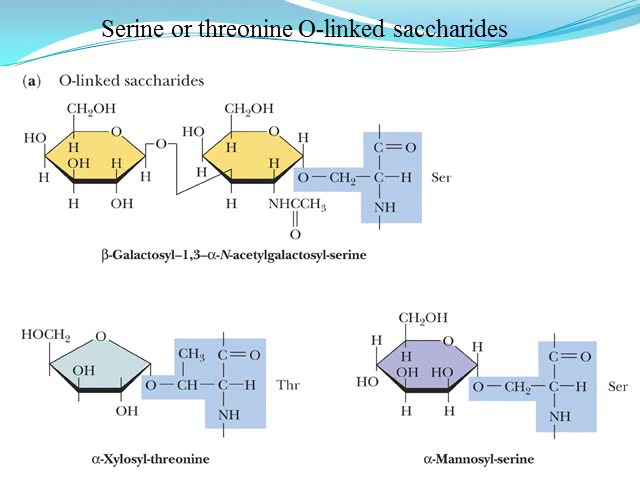 Serine or threonine O-linked saccharides
(a) O-linked saccharides
CH₂OH CH₂OH
HO O O HO O H C=O
H H
OH H H H
H H H O—CH₂—C—H Ser
H OH H NHCCH₃ NH
O
β-Galactosyl–1,3–α-N-acetylgalactosyl-serine
HOCH₂ O CH₃ C=O
OH O—CH—C—H Thr
OH NH
α-Xylosyl-threonine
CH₂OH
H O H C=O
H
OH HO
HO O—CH₂—C—H Ser
H H NH
α-Mannosyl-serine